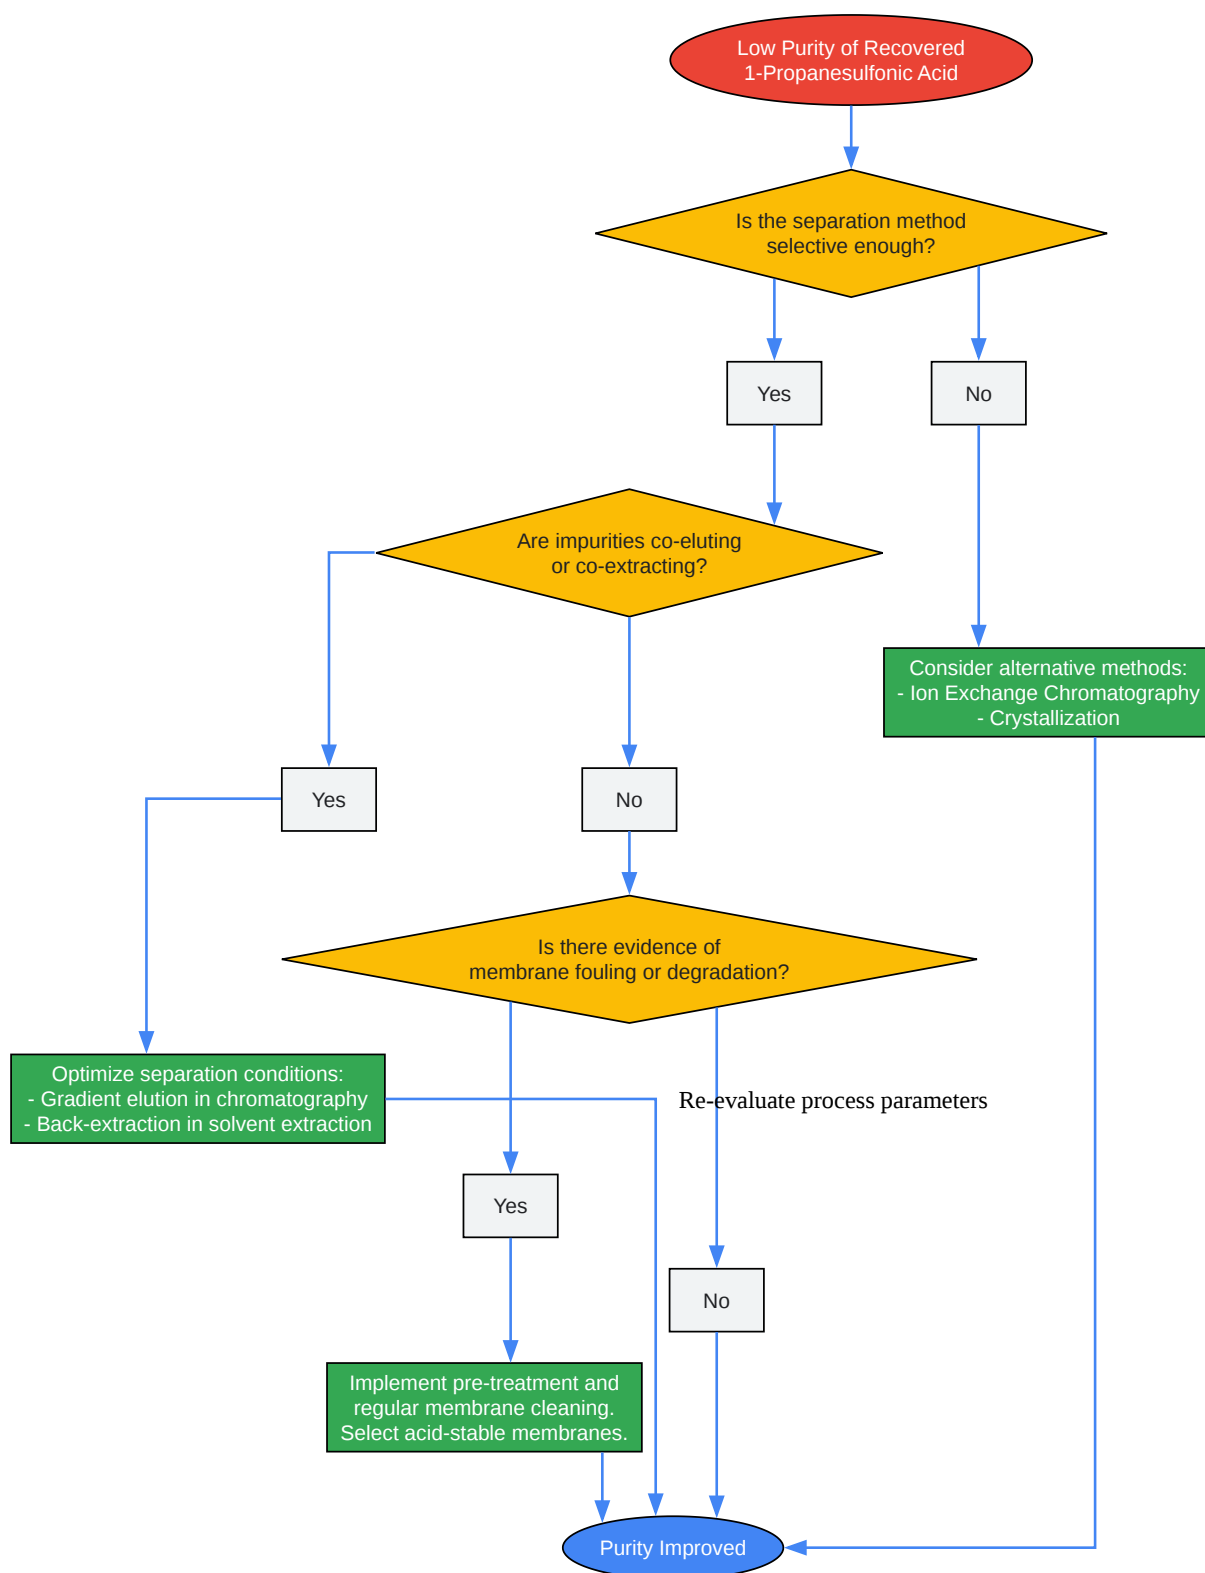 Low Purity of Recovered
1-Propanesulfonic Acid
Is the separation method
selective enough?
Yes
No
Are impurities co-eluting
or co-extracting?
Consider alternative methods:
- Ion Exchange Chromatography
- Crystallization
Yes
No
Is there evidence of
membrane fouling or degradation?
Optimize separation conditions:
- Gradient elution in chromatography
- Back-extraction in solvent extraction
Re-evaluate process parameters
Yes
No
Implement pre-treatment and
regular membrane cleaning.
Select acid-stable membranes.
Purity Improved